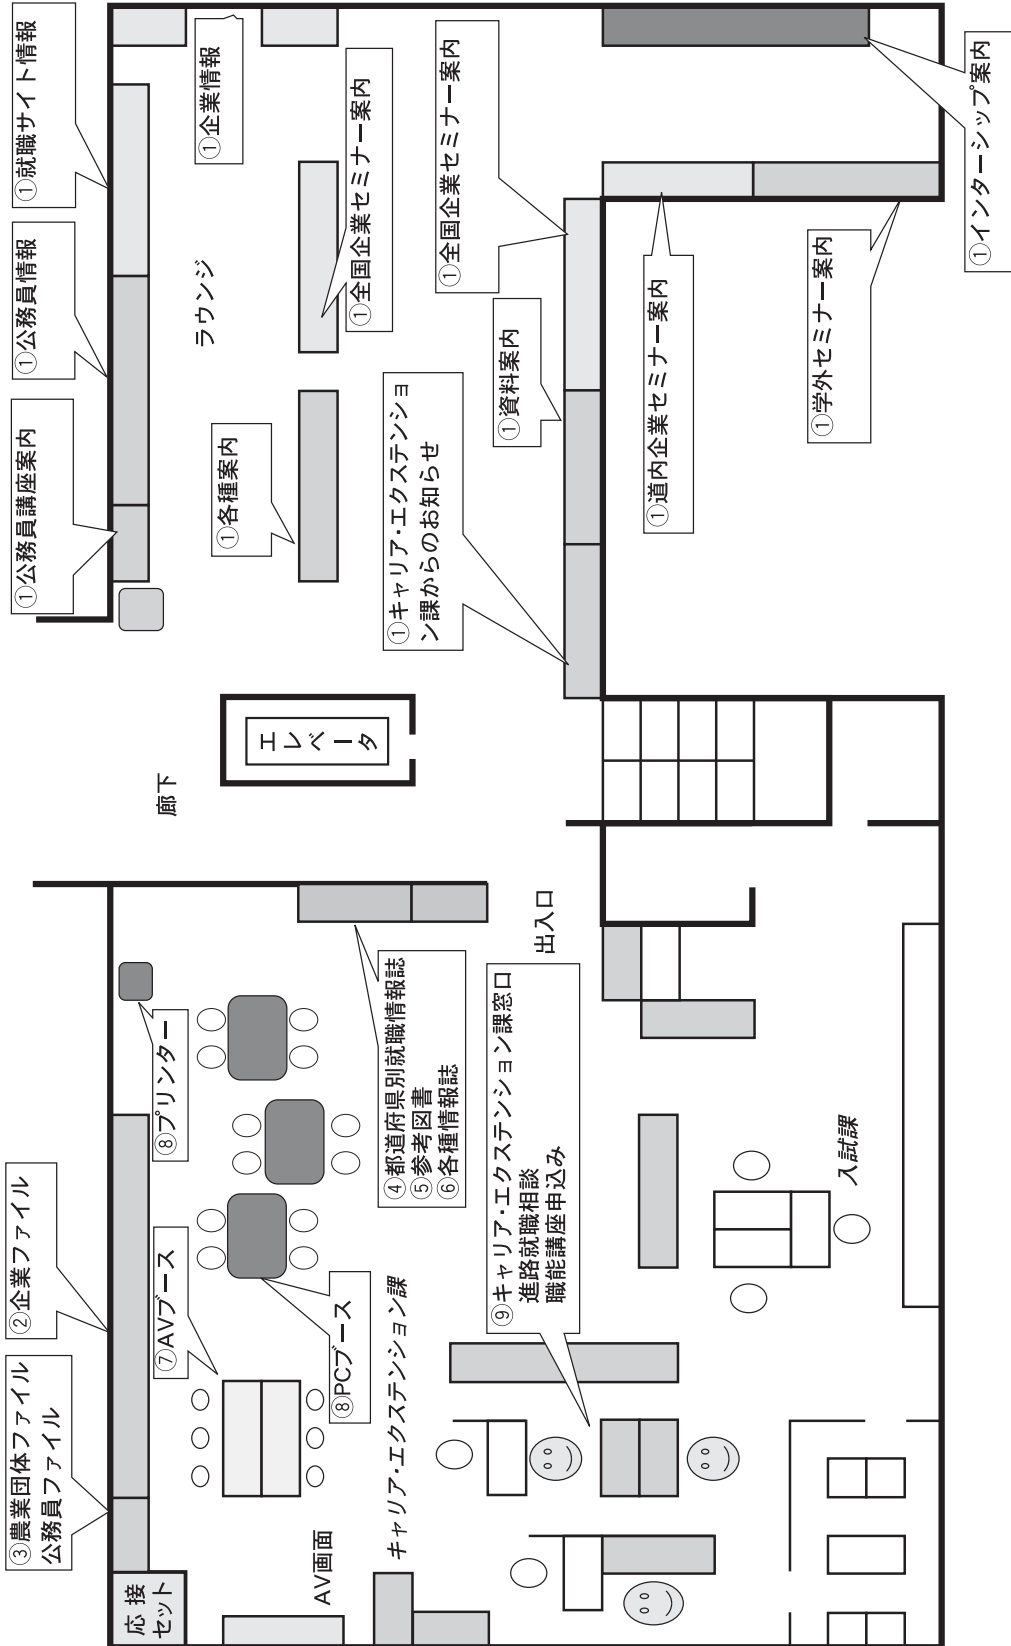 ①就職サイト情報
①公務員情報
①公務員講座案内
①企業情報
①全国企業セミナー案内
①全国企業セミナー案内
①インターシップ案内
ラウンジ
①各種案内
①キャリア・エクステンショ
ン課からのお知らせ
①資料案内
①道内企業セミナー案内
①学外セミナー案内
エレベータ
廊下
出入口
②企業ファイル
③農業団体ファイル
公務員ファイル
⑧プリンター
④都道府県別就職情報誌
⑤参考図書
⑥各種情報誌
⑦AVブース
⑧PCブース
⑨キャリア・エクステンション課窓口
進路就職相談
職能講座申込み
キャリア・エクステンション課
入試課
AV画面
応接
セット